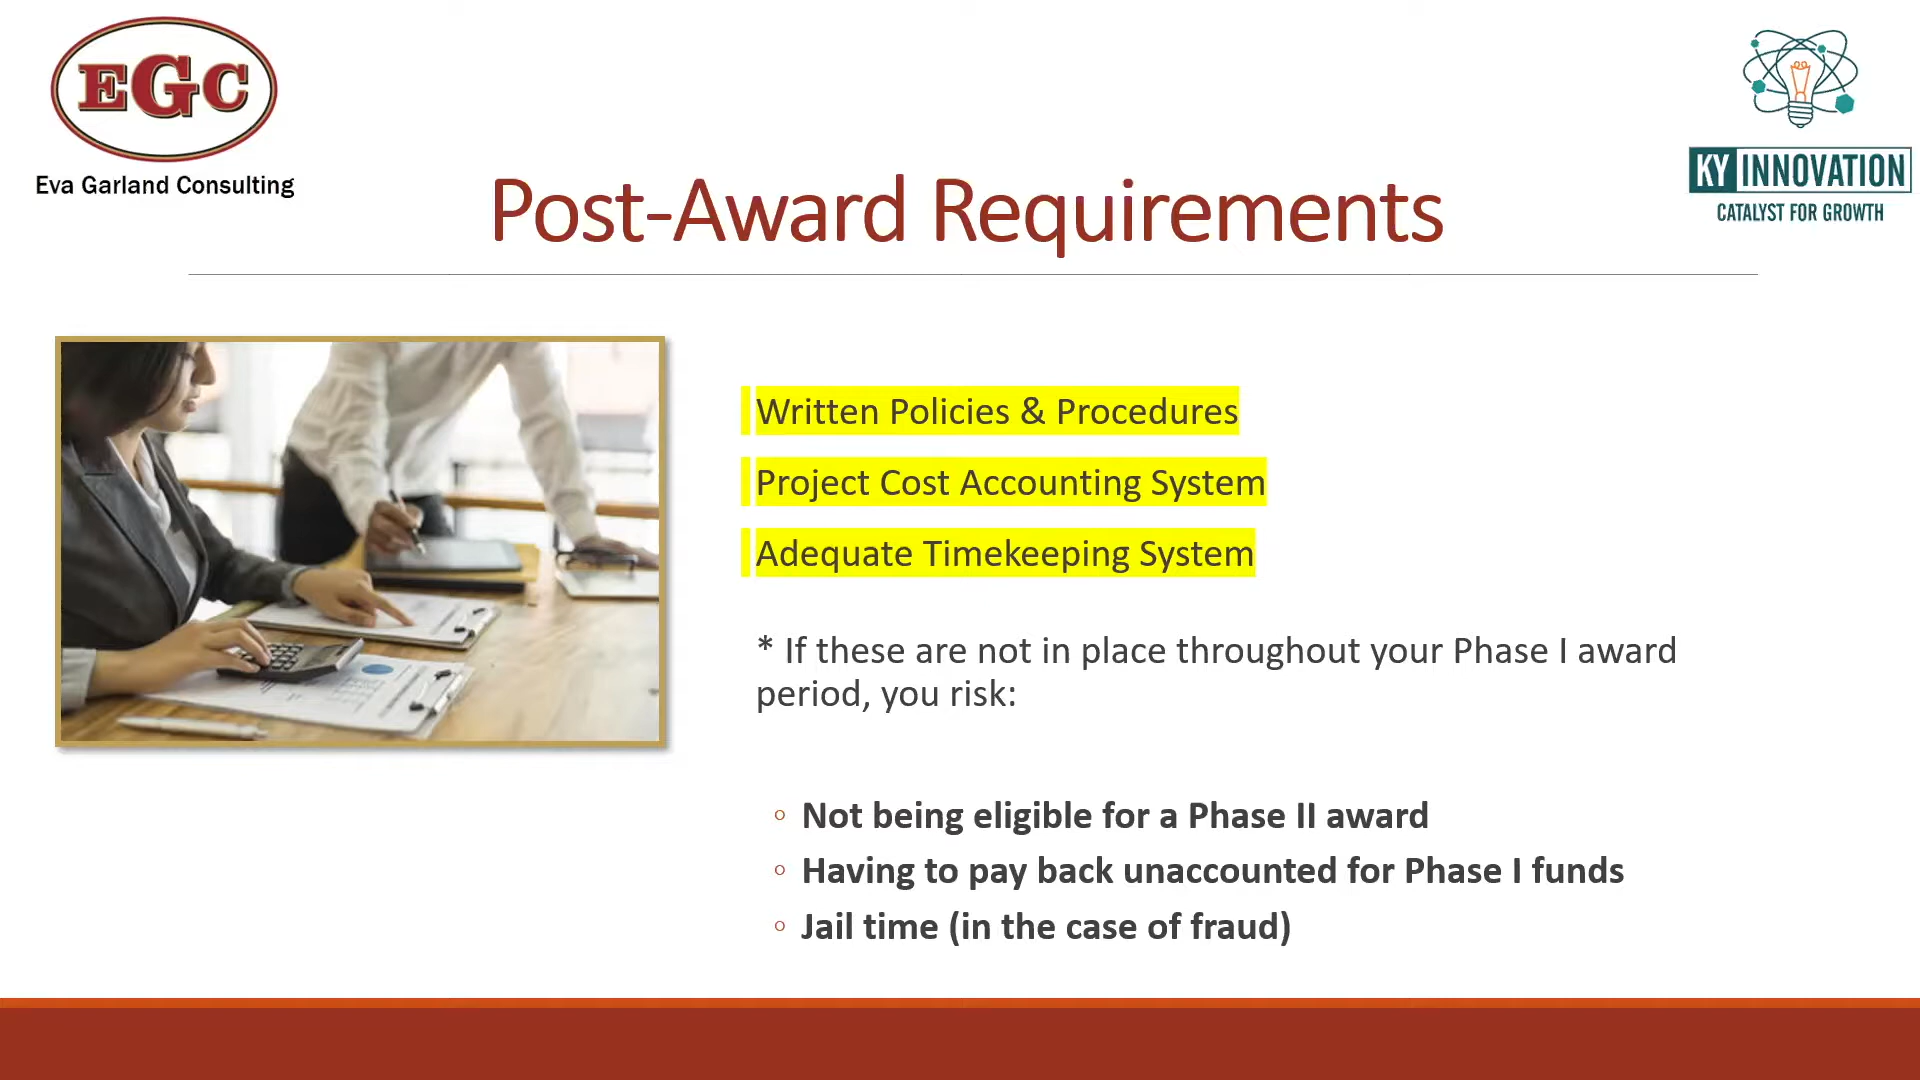 EGC
Eva Garland Consulting
KY INNOVATION
CATALYST FOR GROWTH
Post-Award Requirements
Written Policies & Procedures
Project Cost Accounting System
Adequate Timekeeping System
* If these are not in place throughout your Phase I award
period, you risk:
◦ Not being eligible for a Phase II award
◦ Having to pay back unaccounted for Phase I funds
◦ Jail time (in the case of fraud)